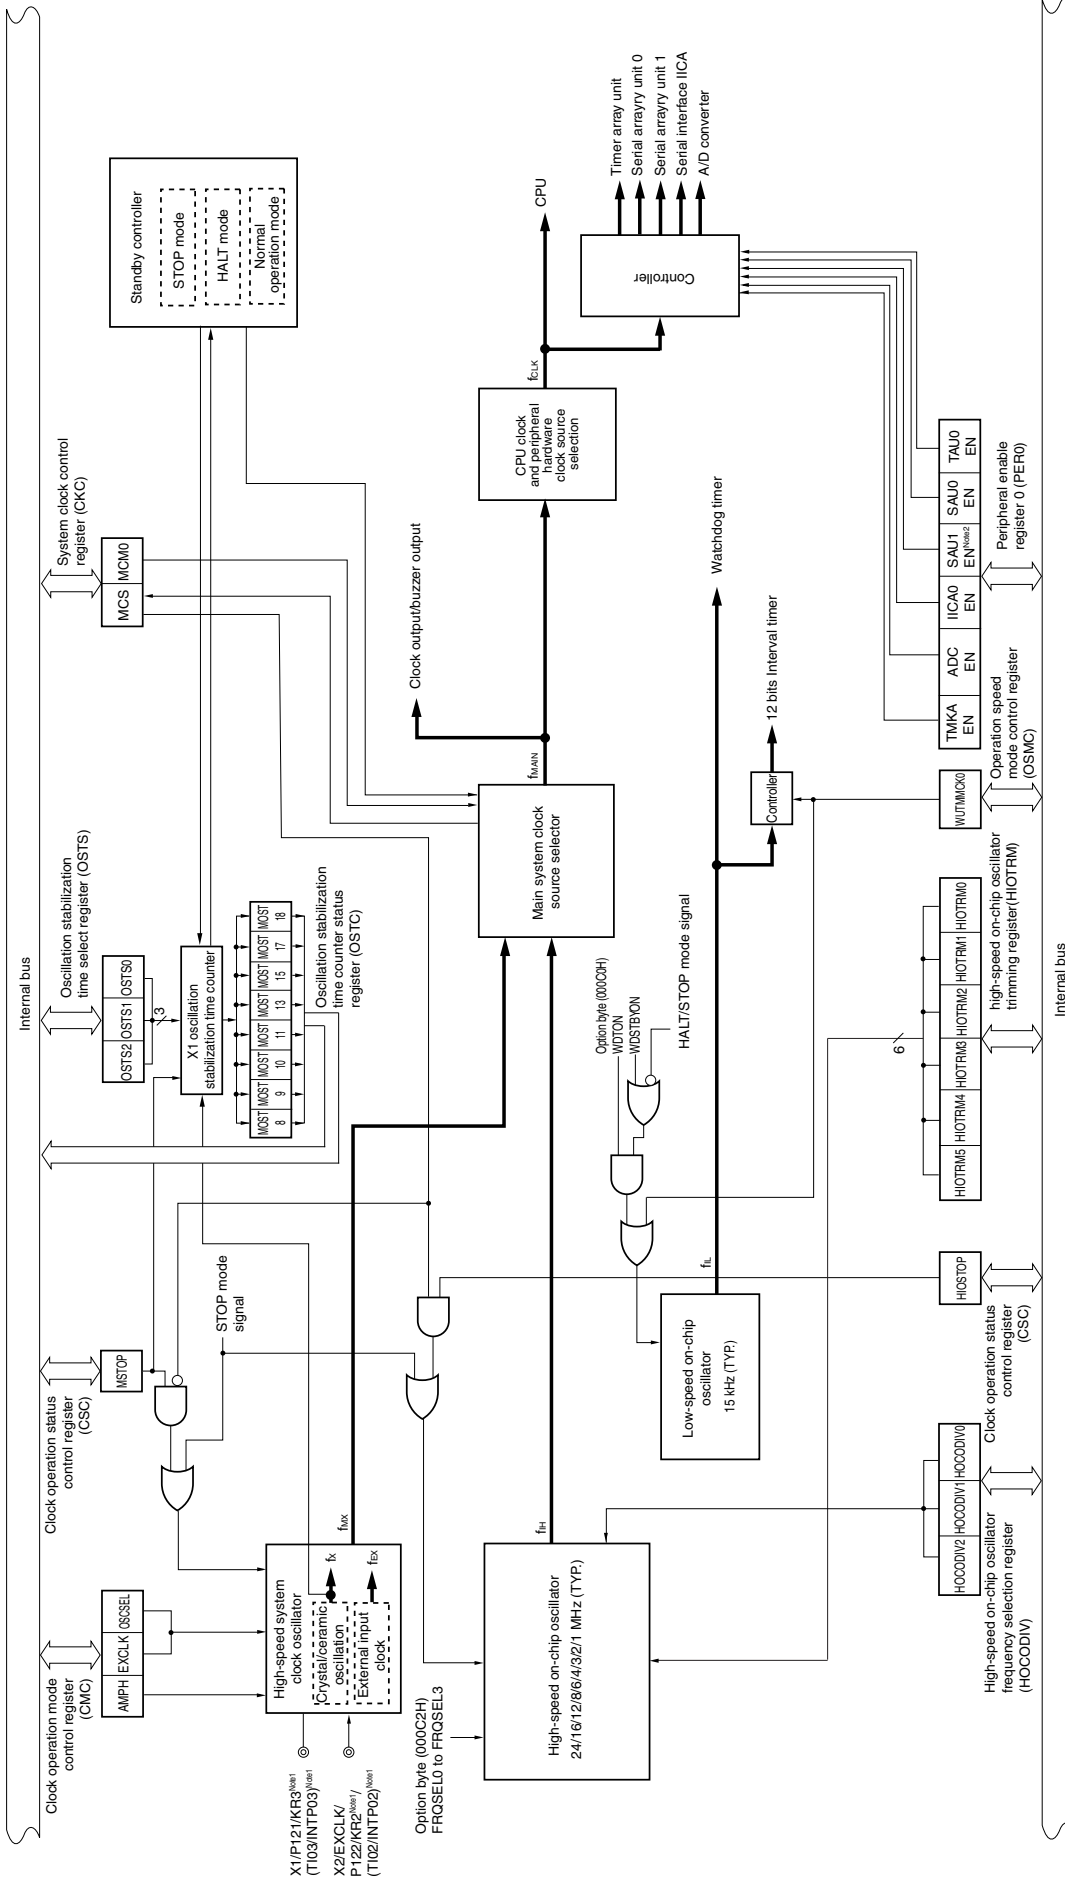 Internal bus
Clock operation mode
control register
(CMC)
AMPH
EXCLK
OSCSEL
Clock operation status
control register
(CSC)
MSTOP
Oscillation stabilization
time select register (OSTS)
OSTS2
OSTS1
OSTS0
3
System clock control
register (CKC)
MCS
MCM0
Standby controller
STOP mode
HALT mode
Normal
operation mode
X1 oscillation
stabilization time counter
MOST
8
MOST
9
MOST
10
MOST
11
MOST
13
MOST
15
MOST
17
MOST
18
Oscillation stabilization
time counter status
register (OSTC)
STOP mode
signal
High-speed system
clock oscillator
Crystal/ceramic
oscillation
External input
clock
fX
fEX
fMX
X1/P121/KR3Note1
(TI03/INTP03)Note1
X2/EXCLK/
P122/KR2Note1/
(TI02/INTP02)Note1
Option byte (000C2H)
FRQSEL0 to FRQSEL3
High-speed on-chip oscillator
24/16/12/8/6/4/3/2/1 MHz (TYP.)
fIH
Main system clock
source selector
fMAIN
Clock output/buzzer output
CPU clock
and peripheral
hardware
clock source
selection
fCLK
CPU
Controller
Timer array unit
Serial arrayry unit 0
Serial arrayry unit 1
Serial interface IICA
A/D converter
Option byte (000C0H)
WDTON
WDSTBYON
HALT/STOP mode signal
Low-speed on-chip
oscillator
15 kHz (TYP.)
fIL
Watchdog timer
Controller
12 bits Interval timer
6
HOCODIV2
HOCODIV1
HOCODIV0
High-speed on-chip oscillator
frequency selection register
(HOCODIV)
HIOSTOP
Clock operation status
control register
(CSC)
HIOTRM5
HIOTRM4
HIOTRM3
HIOTRM2
HIOTRM1
HIOTRM0
high-speed on-chip oscillator
trimming register(HIOTRM)
WUTMMCK0
Operation speed
mode control register
(OSMC)
TMKA
EN
ADC
EN
IICA0
EN
SAU1
ENNote2
SAU0
EN
TAU0
EN
Peripheral enable
register 0 (PER0)
Internal bus